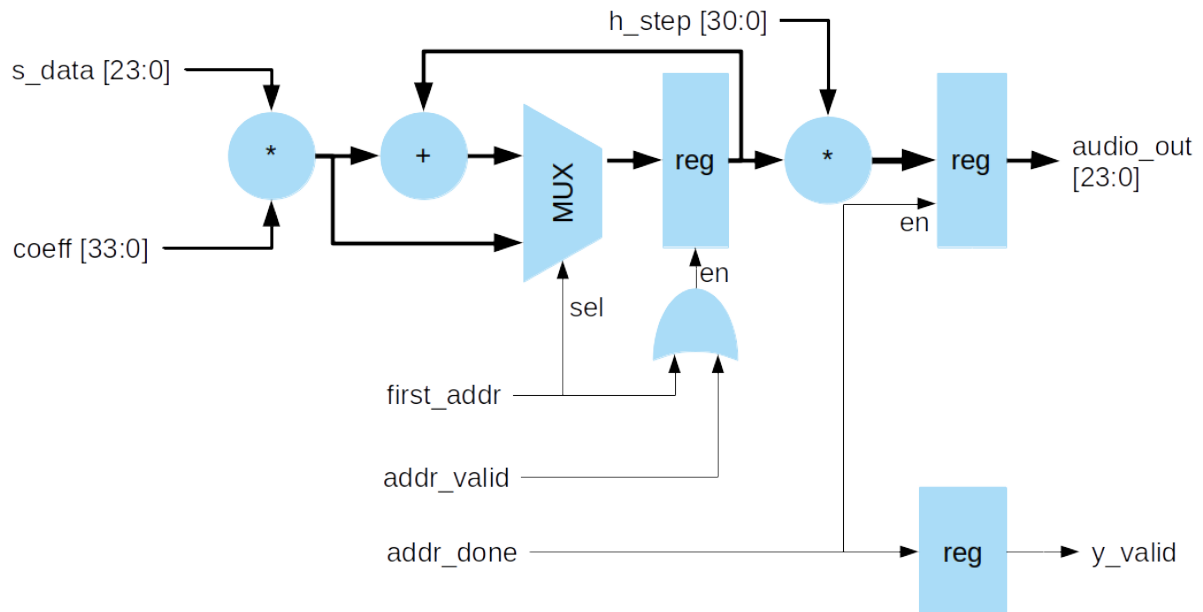 h_step [30:0]
s_data [23:0]
*
+
MUX
reg
*
reg
audio_out
[23:0]
coeff [33:0]
en
en
sel
first_addr
addr_valid
addr_done
reg
y_valid